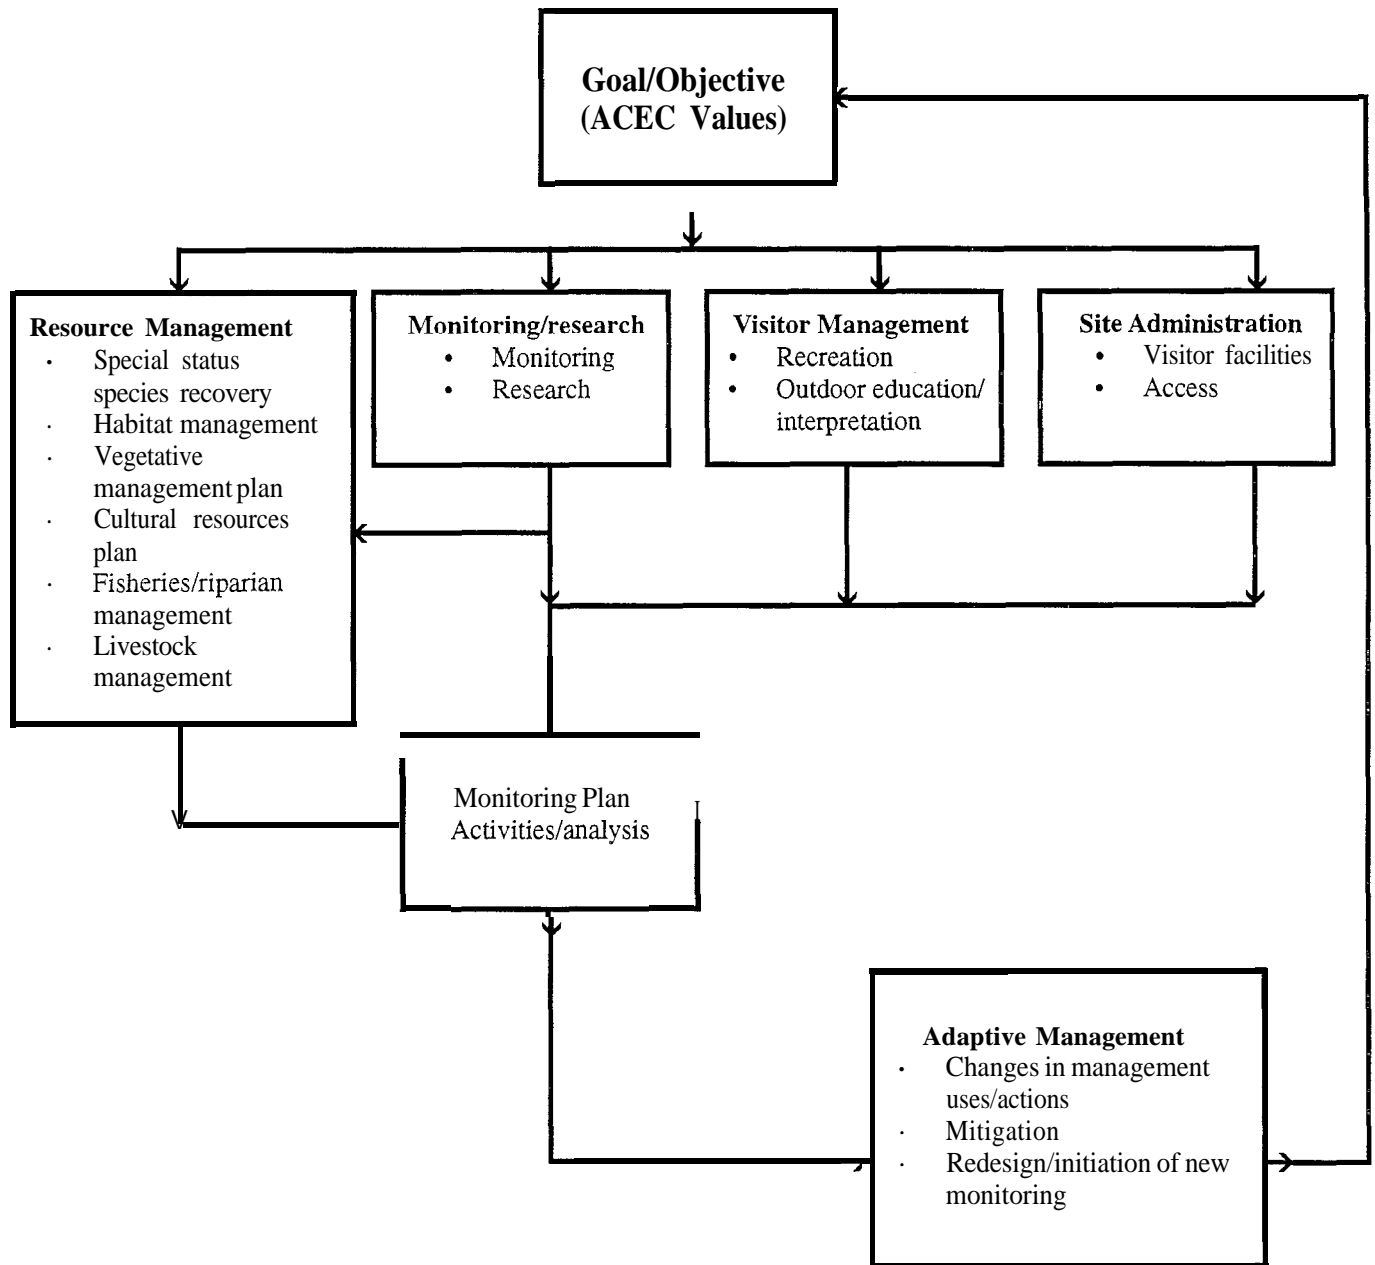 Goal/Objective
(ACEC Values)
Resource Management
· Special status
species recovery
· Habitat management
· Vegetative
management plan
· Cultural resources
plan
· Fisheries/riparian
management
· Livestock
management
Monitoring/research
• Monitoring
• Research
Visitor Management
• Recreation
• Outdoor education/
interpretation
Site Administration
• Visitor facilities
• Access
Monitoring Plan
Activities/analysis
Adaptive Management
· Changes in management
uses/actions
· Mitigation
· Redesign/initiation of new
monitoring